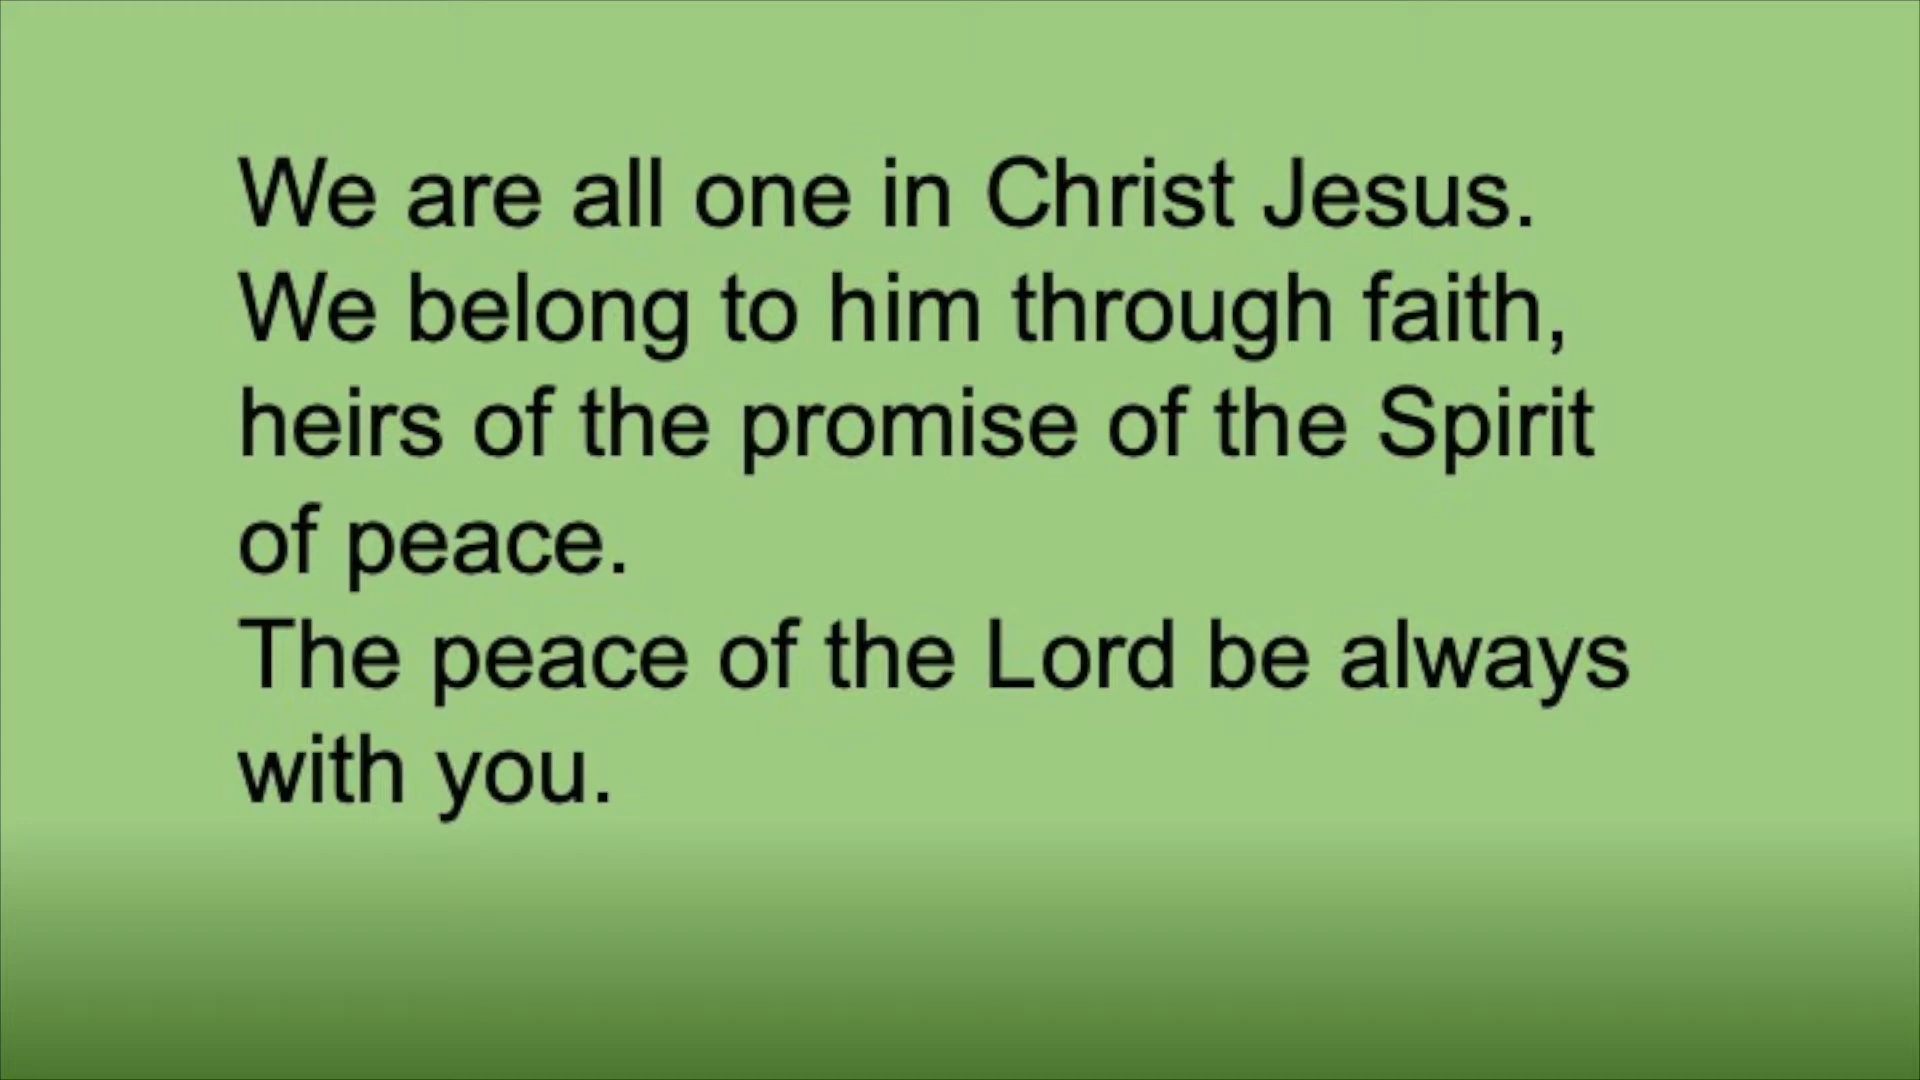 We are all one in Christ Jesus.
We belong to him through faith,
heirs of the promise of the Spirit
of peace.
The peace of the Lord be always
with you.